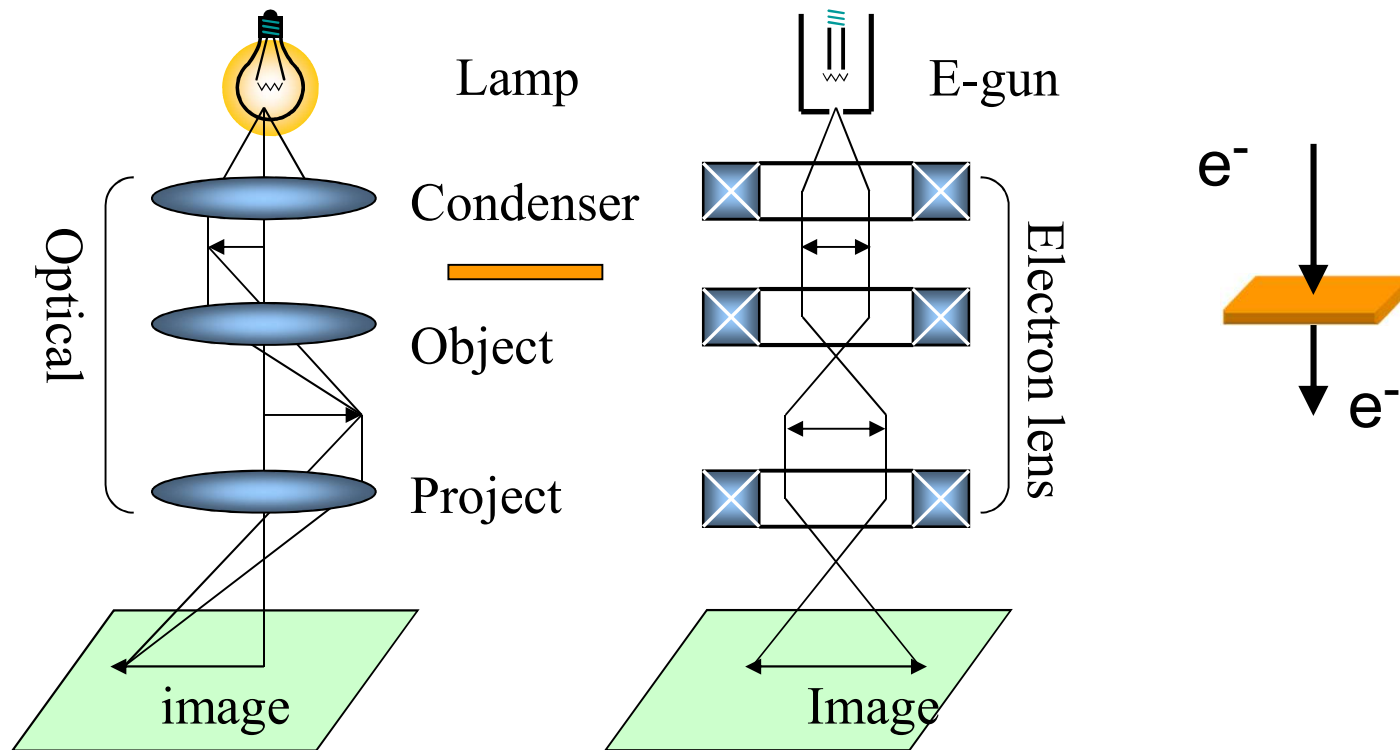 Lamp
E-gun
Condenser
Optical
Object
Project
Electron lens
image
Image
e-
e-